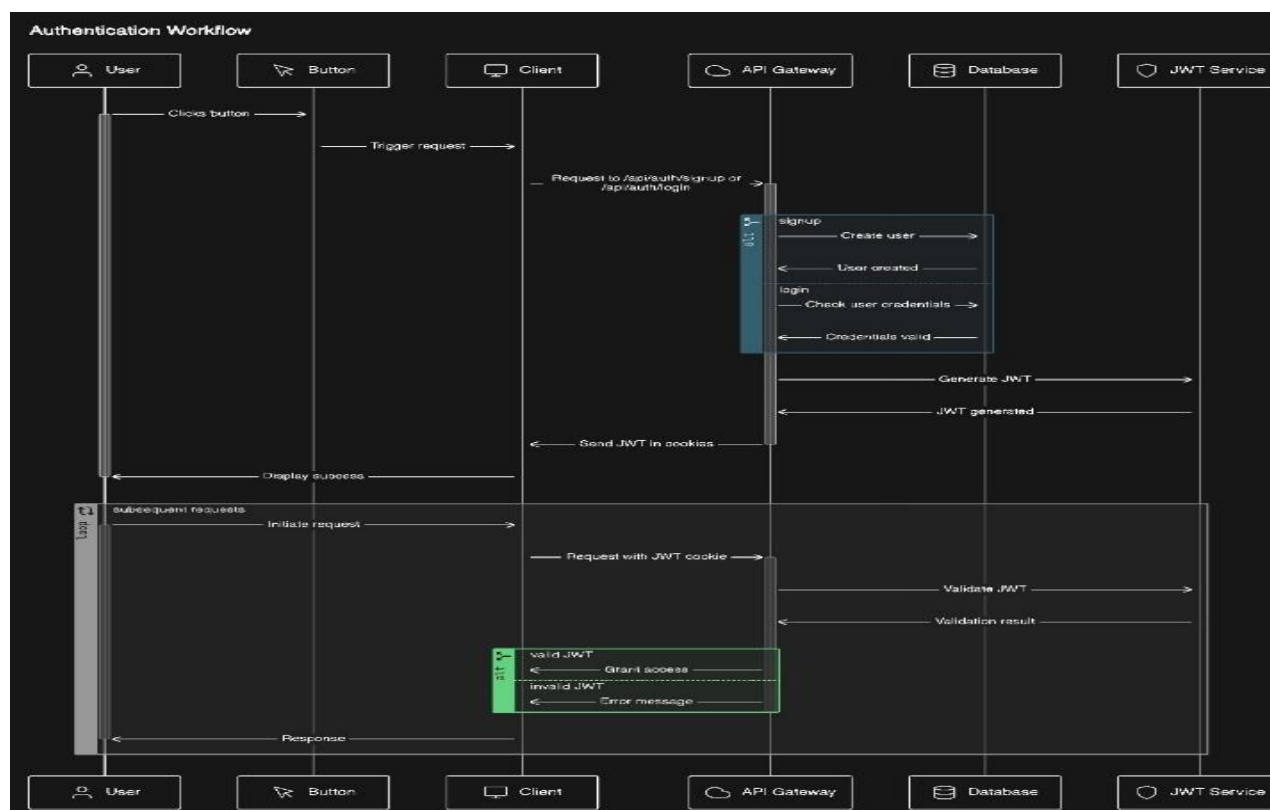 Authentication Workflow
User Button Client API Gateway Database JWT Service
Clicks button
Trigger request
Request to /api/auth/signup or
/api/auth/login
alt signup
Create user
User created
login
Check user credentials
Credentials valid
Generate JWT
JWT generated
Send JWT in cookies
Display success
loop subsequent requests
Initiate request
Request with JWT cookie
Validate JWT
Validation result
alt valid JWT
Grant access
invalid JWT
Error message
Response
User Button Client API Gateway Database JWT Service